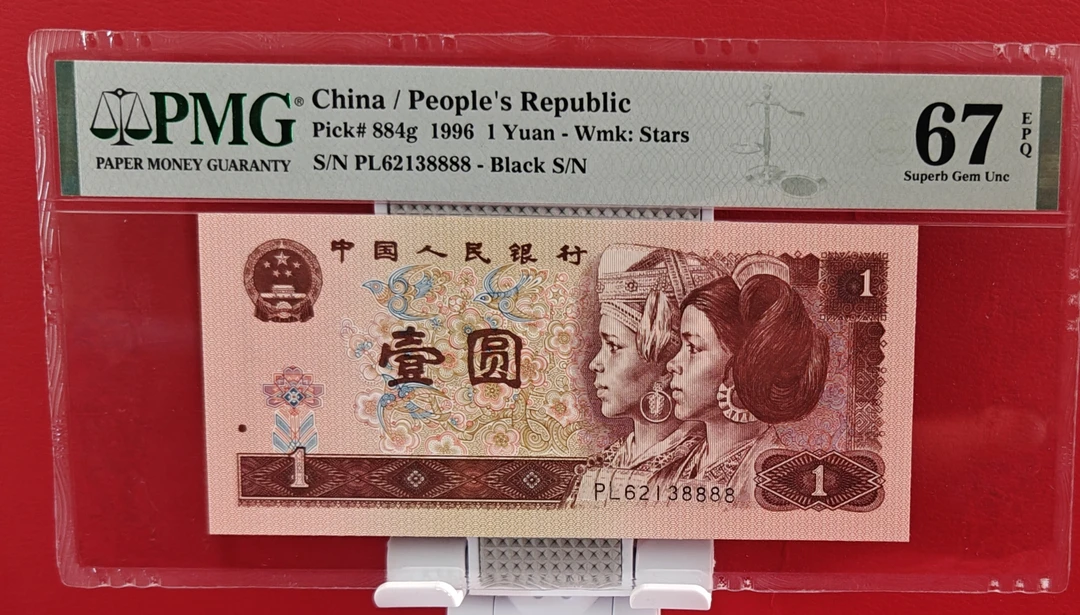 PMG®
PAPER MONEY GUARANTY
China / People's Republic
Pick# 884g 1996 1 Yuan - Wmk: Stars
S/N PL62138888 - Black S/N
67
EPQ
Superb Gem Unc
中国人民银行
1
壹圆
1
PL62138888
1